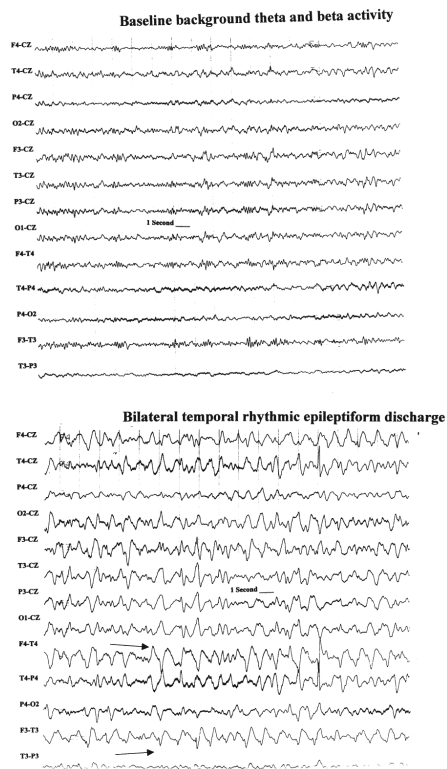 Baseline background theta and beta activity
F4-CZ
T4-CZ
P4-CZ
O2-CZ
F3-CZ
T3-CZ
P3-CZ
1 Second
O1-CZ
F4-T4
T4-P4
P4-O2
F3-T3
T3-P3
Bilateral temporal rhythmic epileptiform discharge
F4-CZ
T4-CZ
P4-CZ
O2-CZ
F3-CZ
T3-CZ
P3-CZ
1 Second
O1-CZ
F4-T4
T4-P4
P4-O2
F3-T3
T3-P3